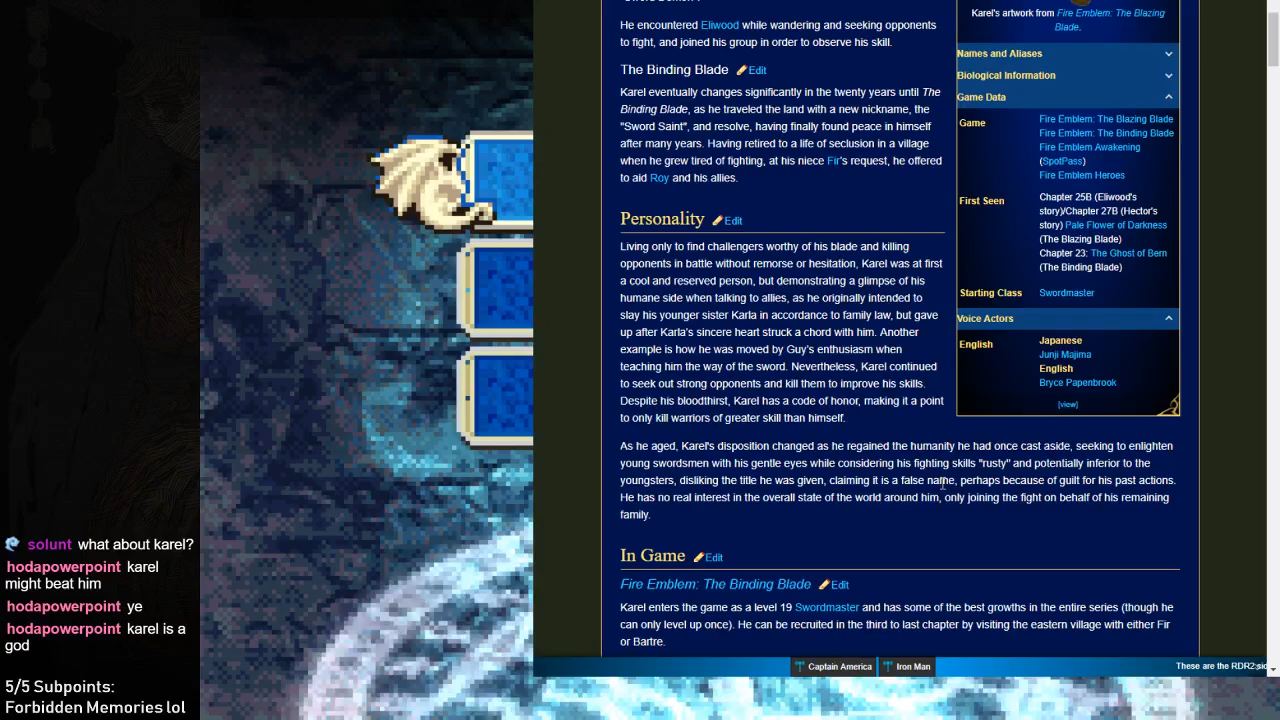 He encountered Eliwood while wandering and seeking opponents
to fight, and joined his group in order to observe his skill.
The Binding Blade Edit
Karel eventually changes significantly in the twenty years until The
Binding Blade, as he traveled the land with a new nickname, the
"Sword Saint", and resolve, having finally found peace in himself
after many years. Having retired to a life of seclusion in a village
when he grew tired of fighting, at his niece Fir's request, he offered
to aid Roy and his allies.
Personality Edit
Living only to find challengers worthy of his blade and killing
opponents in battle without remorse or hesitation, Karel was at first
a cool and reserved person, but demonstrating a glimpse of his
humane side when talking to allies, as he originally intended to
slay his younger sister Karla in accordance to family law, but gave
up after Karla's sincere heart struck a chord with him. Another
example is how he was moved by Guy's enthusiasm when
teaching him the way of the sword. Nevertheless, Karel continued
to seek out strong opponents and kill them to improve his skills.
Despite his bloodthirst, Karel has a code of honor, making it a point
to only kill warriors of greater skill than himself.
As he aged, Karel's disposition changed as he regained the humanity he had once cast aside, seeking to enlighten
young swordsmen with his gentle eyes while considering his fighting skills "rusty" and potentially inferior to the
youngsters, disliking the title he was given, claiming it is a false name, perhaps because of guilt for his past actions.
He has no real interest in the overall state of the world around him, only joining the fight on behalf of his remaining
family.
In Game Edit
Fire Emblem: The Binding Blade Edit
Karel enters the game as a level 19 Swordmaster and has some of the best growths in the entire series (though he
can only level up once). He can be recruited in the third to last chapter by visiting the eastern village with either Fir
or Bartre.
Karel's artwork from Fire Emblem: The Blazing
Blade.
Names and Aliases
Biological Information
Game Data
Game
Fire Emblem: The Blazing Blade
Fire Emblem: The Binding Blade
Fire Emblem Awakening
(SpotPass)
Fire Emblem Heroes
First Seen
Chapter 25B (Eliwood's
story)/Chapter 27B (Hector's
story) Pale Flower of Darkness
(The Blazing Blade)
Chapter 23: The Ghost of Bern
(The Binding Blade)
Starting Class Swordmaster
Voice Actors
English
Japanese
Junji Majima
English
Bryce Papenbrook
[view]
Captain America
Iron Man
These are the RDR2
solunt what about karel?
hodapowerpoint karel
might beat him
hodapowerpoint ye
hodapowerpoint karel is a
god
5/5 Subpoints:
Forbidden Memories lol